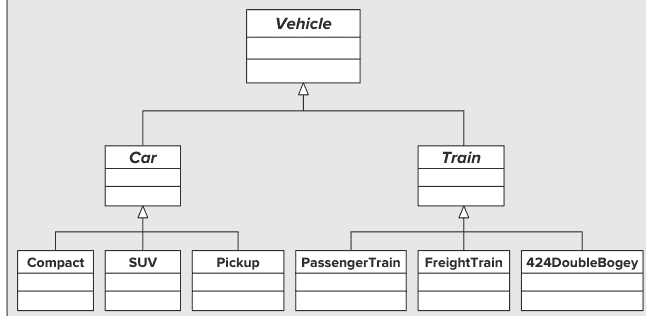 Vehicle
Car
Train
Compact
SUV
Pickup
PassengerTrain
FreightTrain
424DoubleBogey